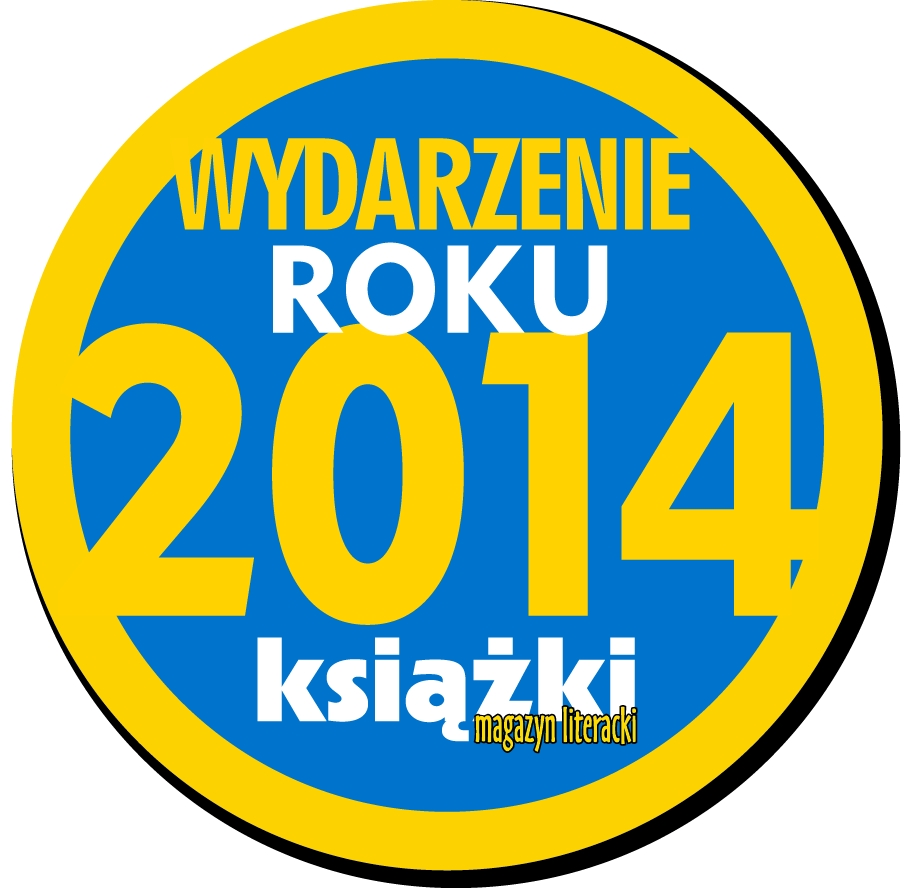 WYDARZENIE
ROKU
2014
książki
magazyn literacki